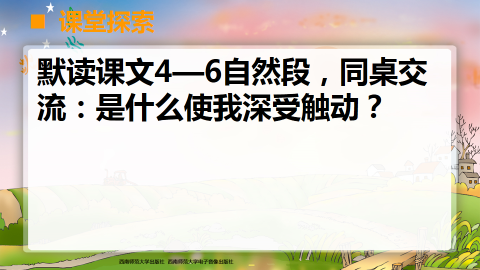 ■ 课堂探索
默读课文4—6自然段，同桌交
流：是什么使我深受触动？
西南师范大学出版社 西南师范大学电子音像出版社